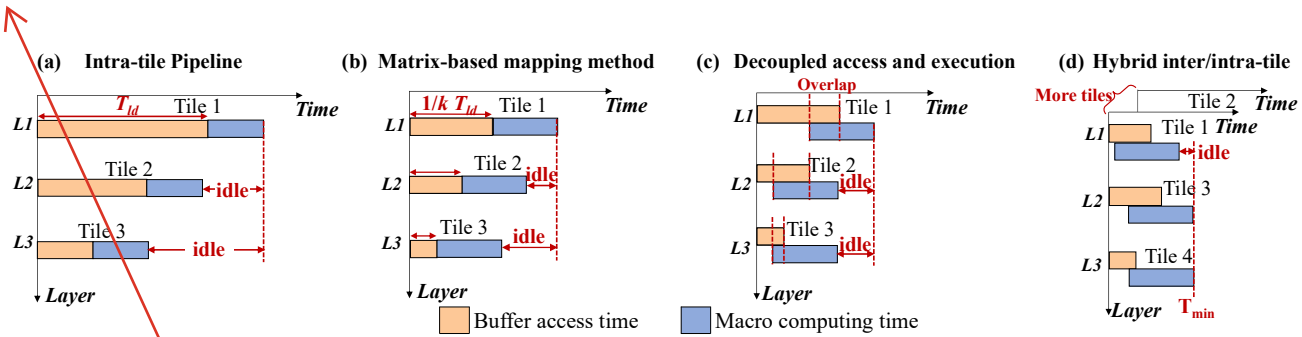 (a) Intra-tile Pipeline
T_ld
Tile 1
Time
L1
Tile 2
L2
idle
Tile 3
L3
idle
Layer
(b) Matrix-based mapping method
1/k T_ld
Tile 1
Time
L1
Tile 2
L2
idle
Tile 3
L3
idle
Layer
(c) Decoupled access and execution
Overlap
Tile 1
Time
L1
Tile 2
L2
idle
Tile 3
L3
idle
Layer
(d) Hybrid inter/intra-tile
Time
More tiles
Tile 2
Time
L1
Tile 1
idle
L2
Tile 3
L3
Tile 4
T_min
Layer
Buffer access time
Macro computing time